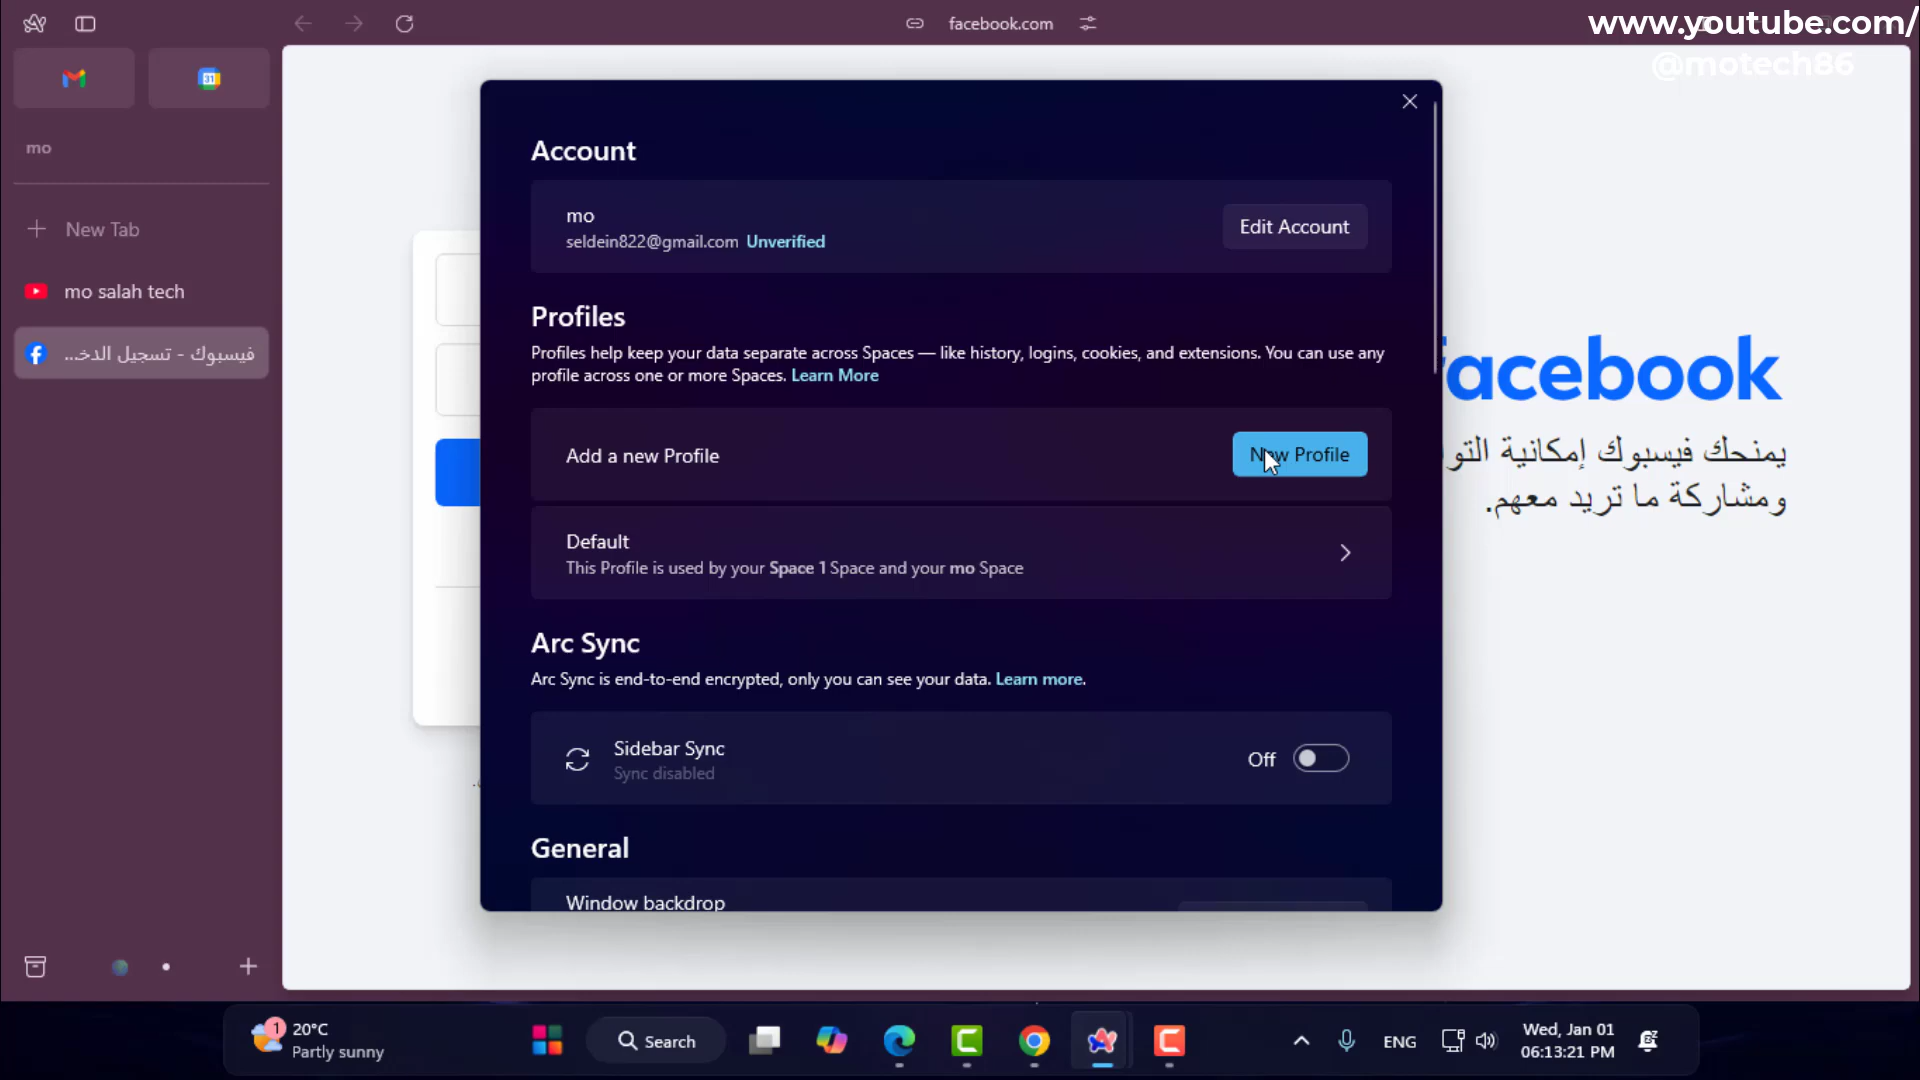 facebook.com
www.youtube.com/
@motech86
31
mo
New Tab
mo salah tech
فيسبوك - تسجيل الدخـ...
Account
mo
seldein822@gmail.com Unverified
Edit Account
Profiles
Profiles help keep your data separate across Spaces — like history, logins, cookies, and extensions. You can use any
profile across one or more Spaces. Learn More
Add a new Profile
New Profile
Default
This Profile is used by your Space 1 Space and your mo Space
Arc Sync
Arc Sync is end-to-end encrypted, only you can see your data. Learn more.
Sidebar Sync
Sync disabled
Off
General
Window backdrop
facebook
يمنحك فيسبوك إمكانية
ومشاركة ما تريد معهم.
1
20°C
Partly sunny
Search
ENG
Wed, Jan 01
06:13:21 PM